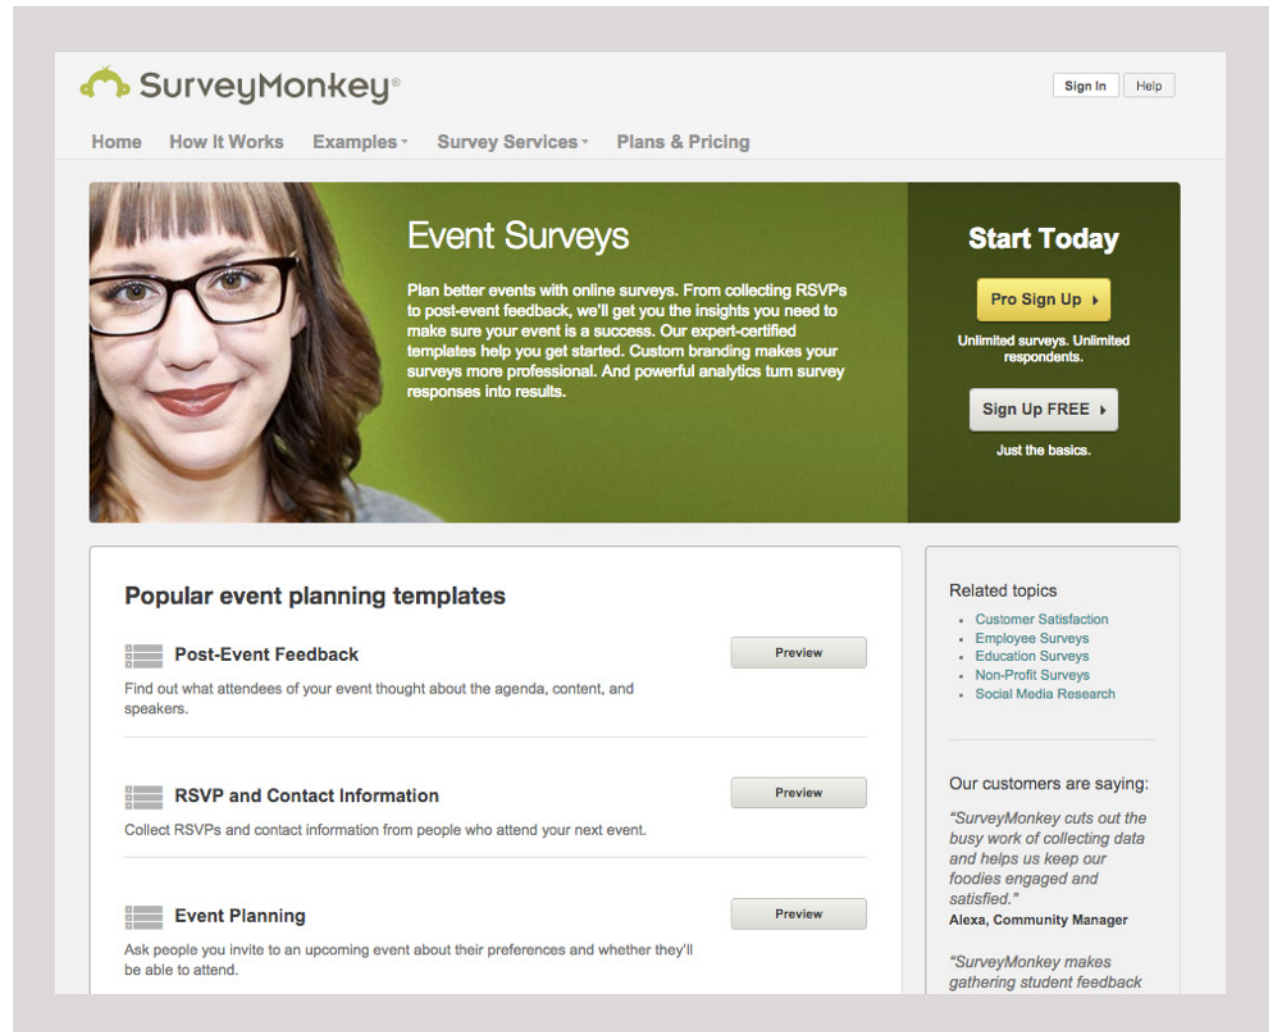 SurveyMonkey®
Sign In
Help
Home
How It Works
Examples
Survey Services
Plans & Pricing
Event Surveys
Plan better events with online surveys. From collecting RSVPs
to post-event feedback, we'll get you the insights you need to
make sure your event is a success. Our expert-certified
templates help you get started. Custom branding makes your
surveys more professional. And powerful analytics turn survey
responses into results.
Start Today
Pro Sign Up
Unlimited surveys. Unlimited
respondents.
Sign Up FREE
Just the basics.
Popular event planning templates
Post-Event Feedback
Preview
Find out what attendees of your event thought about the agenda, content, and
speakers.
RSVP and Contact Information
Preview
Collect RSVPs and contact information from people who attend your next event.
Event Planning
Preview
Ask people you invite to an upcoming event about their preferences and whether they'll
be able to attend.
Related topics
• Customer Satisfaction
• Employee Surveys
• Education Surveys
• Non-Profit Surveys
• Social Media Research
Our customers are saying:
"SurveyMonkey cuts out the
busy work of collecting data
and helps us keep our
foodies engaged and
satisfied."
Alexa, Community Manager
"SurveyMonkey makes
gathering student feedback